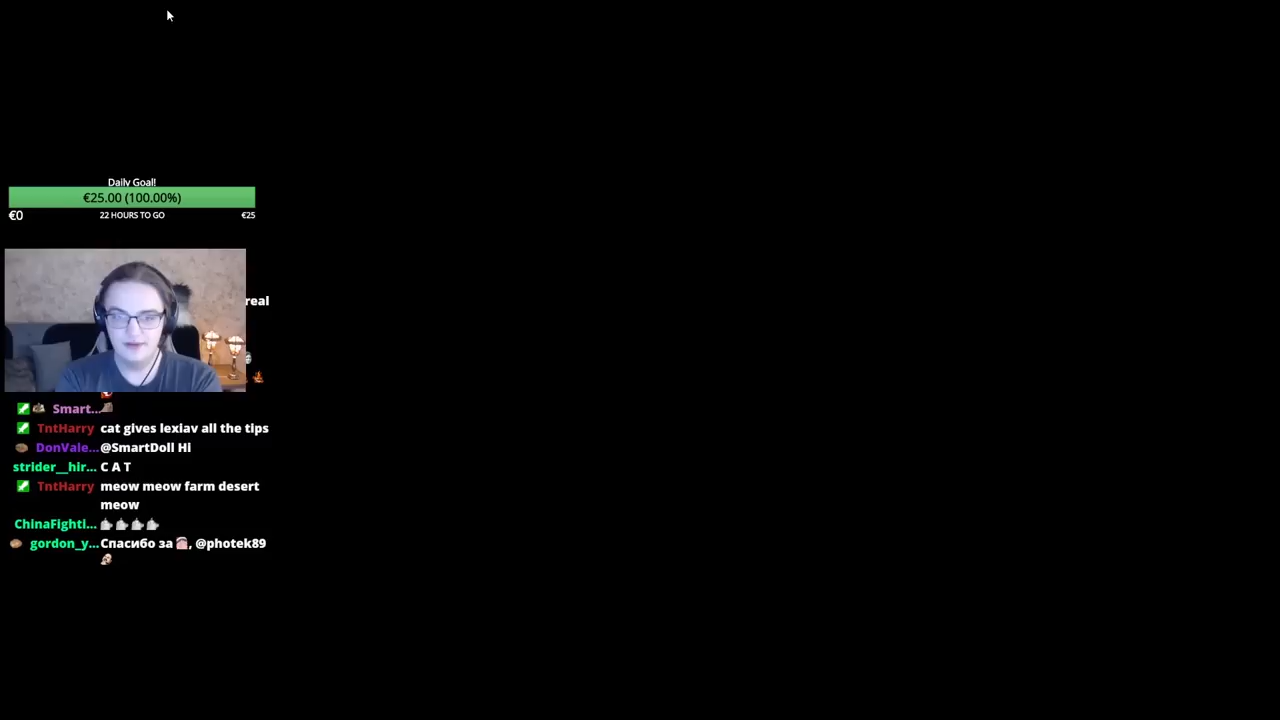 Daily Goal!
€25.00 (100.00%)
€0 22 HOURS TO GO €25
real
Smart...
TntHarry cat gives lexiav all the tips
DonVale... @SmartDoll Hi
strider__hir... C A T
TntHarry meow meow farm desert
meow
ChinaFighti...
gordon_y... Спасибо за , @photek89